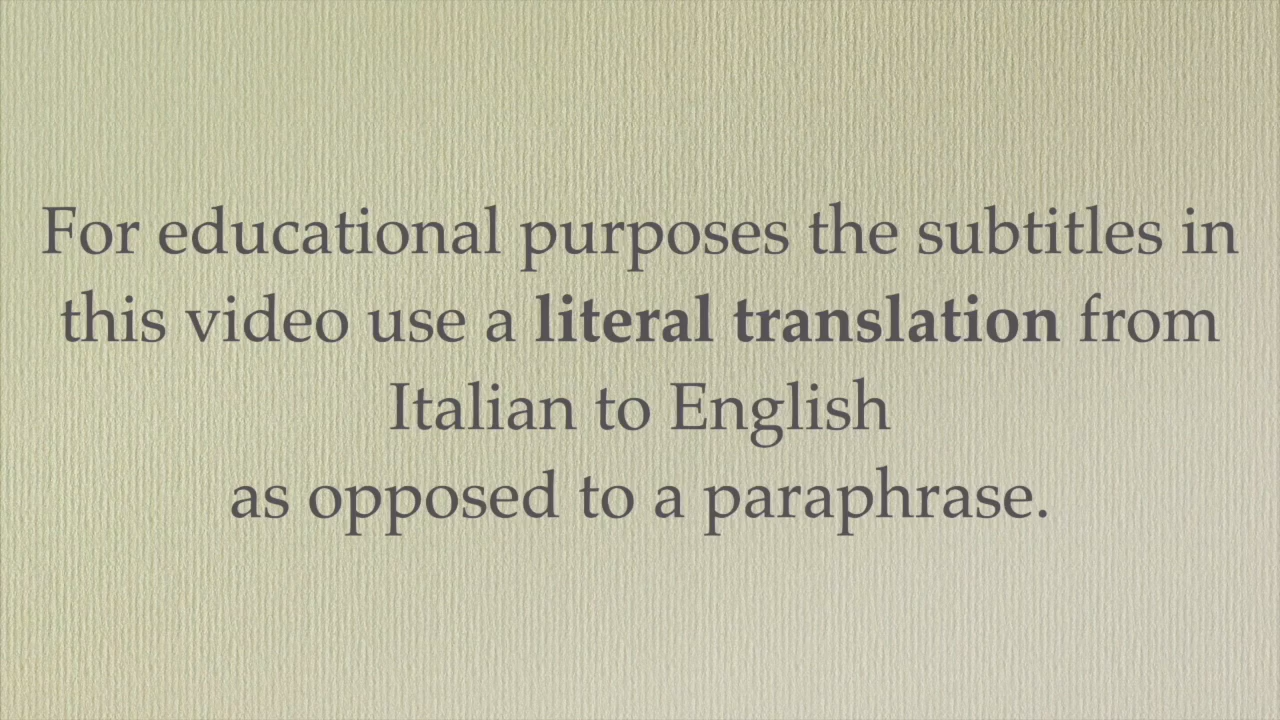 For educational purposes the subtitles in
this video use a literal translation from
Italian to English
as opposed to a paraphrase.